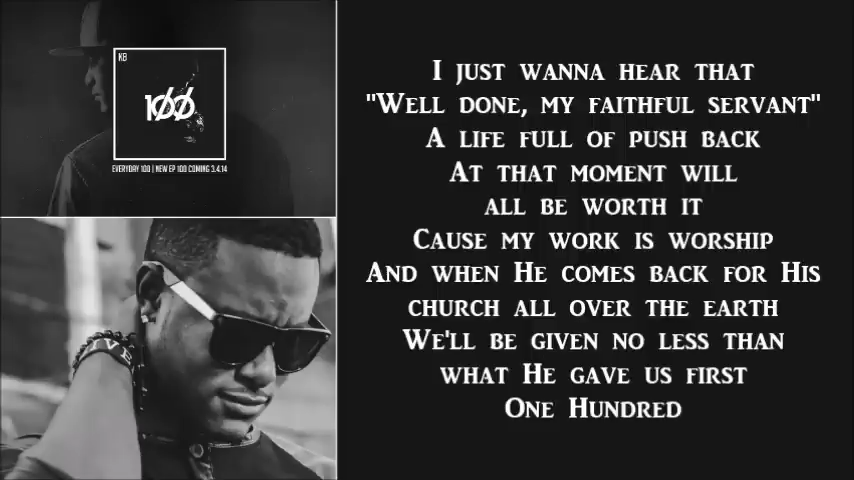 KB
100
EVERYDAY 100 | NEW EP 100 COMING 3.4.14
IVE
I JUST WANNA HEAR THAT
"WELL DONE, MY FAITHFUL SERVANT"
A LIFE FULL OF PUSH BACK
AT THAT MOMENT WILL
ALL BE WORTH IT
CAUSE MY WORK IS WORSHIP
AND WHEN HE COMES BACK FOR HIS
CHURCH ALL OVER THE EARTH
WE'LL BE GIVEN NO LESS THAN
WHAT HE GAVE US FIRST
ONE HUNDRED